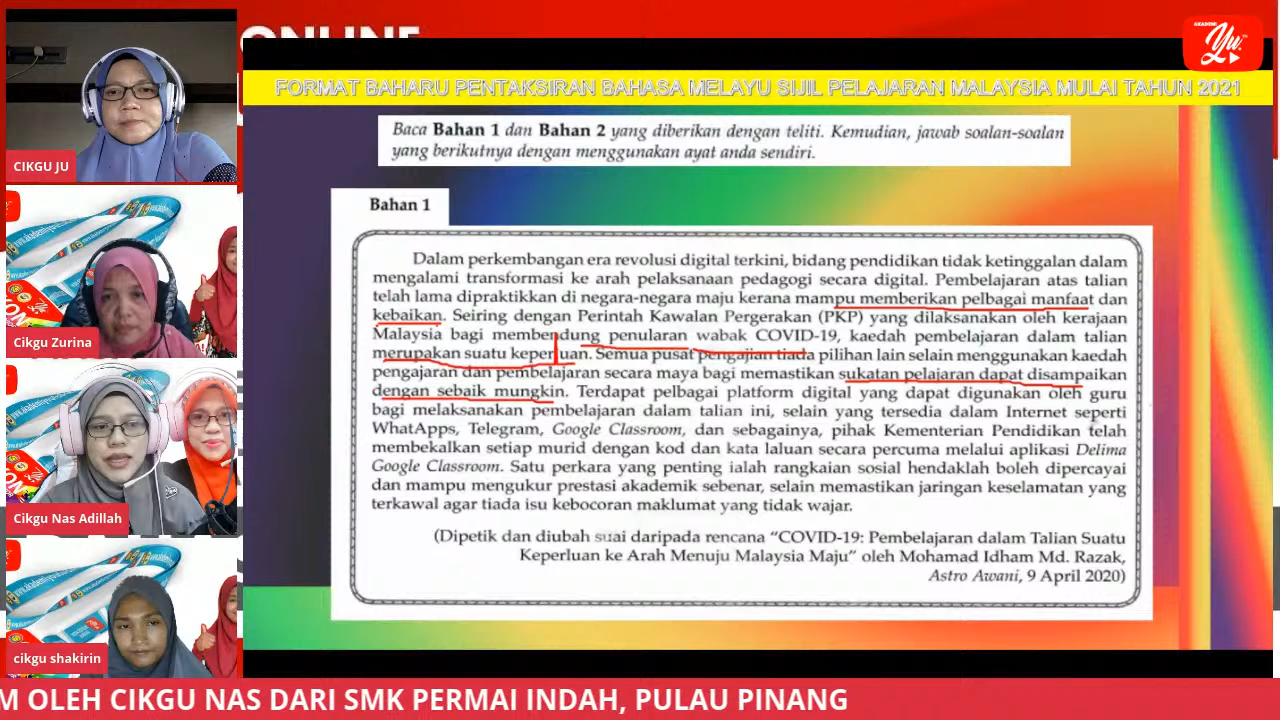 ONLINE
AKADEMI
Yu.
FORMAT BAHARU PENTAKSIRAN BAHASA MELAYU SIJIL PELAJARAN MALAYSIA MULAI TAHUN 2021
Baca Bahan 1 dan Bahan 2 yang diberikan dengan teliti. Kemudian, jawab soalan-soalan
yang berikutnya dengan menggunakan ayat anda sendiri.
Bahan 1
Dalam perkembangan era revolusi digital terkini, bidang pendidikan tidak ketinggalan dalam
mengalami transformasi ke arah pelaksanaan pedagogi secara digital. Pembelajaran atas talian
telah lama dipraktikkan di negara-negara maju kerana mampu memberikan pelbagai manfaat dan
kebaikan. Seiring dengan Perintah Kawalan Pergerakan (PKP) yang dilaksanakan oleh kerajaan
Malaysia bagi membendung penularan wabak COVID-19, kaedah pembelajaran dalam talian
merupakan suatu keperluan. Semua pusat pengajian tiada pilihan lain selain menggunakan kaedah
pengajaran dan pembelajaran secara maya bagi memastikan sukatan pelajaran dapat disampaikan
dengan sebaik mungkin. Terdapat pelbagai platform digital yang dapat digunakan oleh guru
bagi melaksanakan pembelajaran dalam talian ini, selain yang tersedia dalam Internet seperti
WhatApps, Telegram, Google Classroom, dan sebagainya, pihak Kementerian Pendidikan telah
membekalkan setiap murid dengan kod dan kata laluan secara percuma melalui aplikasi Delima
Google Classroom. Satu perkara yang penting ialah rangkaian sosial hendaklah boleh dipercayai
dan mampu mengukur prestasi akademik sebenar, selain memastikan jaringan keselamatan yang
terkawal agar tiada isu kebocoran maklumat yang tidak wajar.
(Dipetik dan diubah suai daripada rencana “COVID-19: Pembelajaran dalam Talian Suatu
Keperluan ke Arah Menuju Malaysia Maju” oleh Mohamad Idham Md. Razak,
Astro Awani, 9 April 2020)
CIKGU JU
Cikgu Zurina
Cikgu Nas Adillah
cikgu shakirin
M OLEH CIKGU NAS DARI SMK PERMAI INDAH, PULAU PINANG